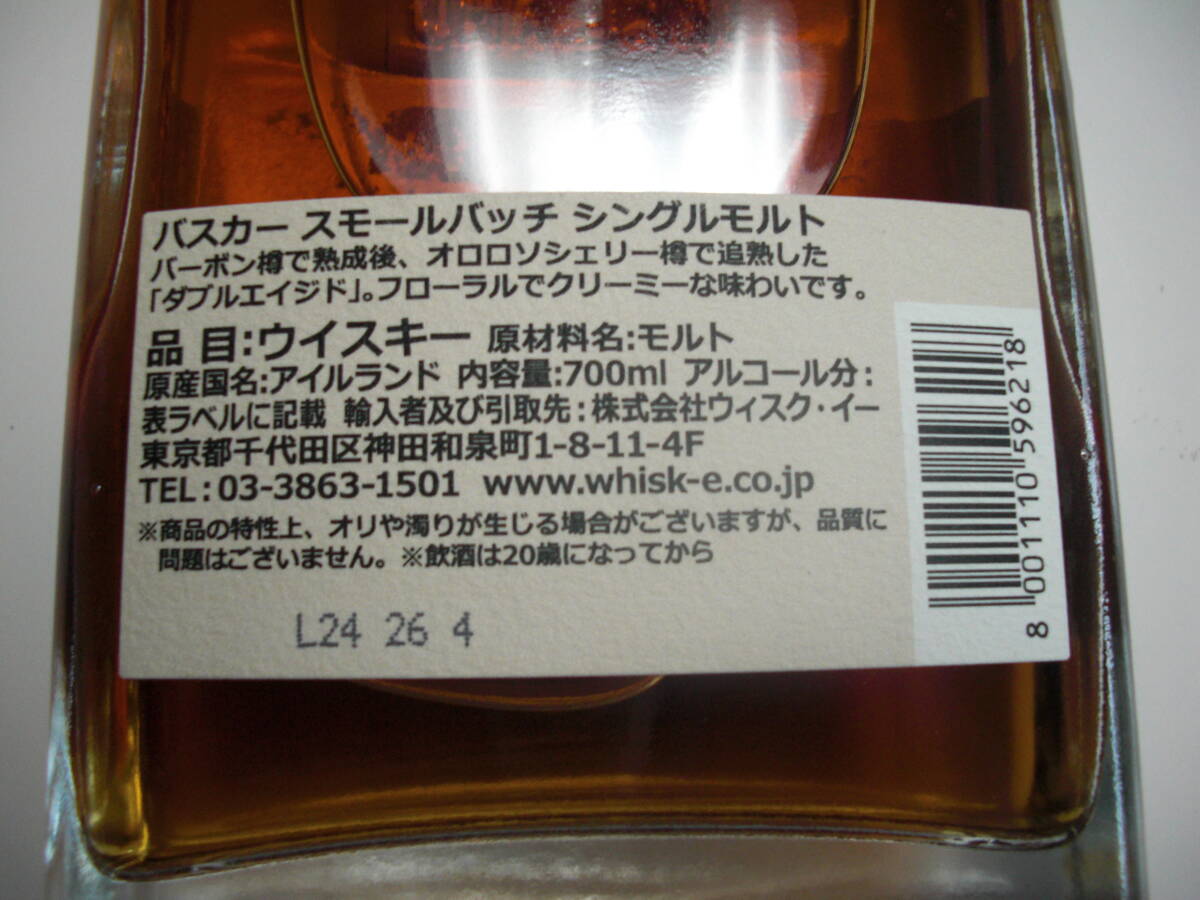 バスカー スモールバッチ シングルモルト
バーボン樽で熟成後、オロロソシェリー樽で追熟した
「ダブルエイジド」。フローラルでクリーミーな味わいです。
品 目:ウイスキー 原材料名:モルト
原産国名:アイルランド 内容量:700ml アルコール分:
表ラベルに記載 輸入者及び引取先:株式会社ウィスク・イー
東京都千代田区神田和泉町1-8-11-4F
TEL:03-3863-1501 www.whisk-e.co.jp
※商品の特性上、オリや濁りが生じる場合がございますが、品質に
問題はございません。※飲酒は20歳になってから
L24 26 4
8 001110 596218